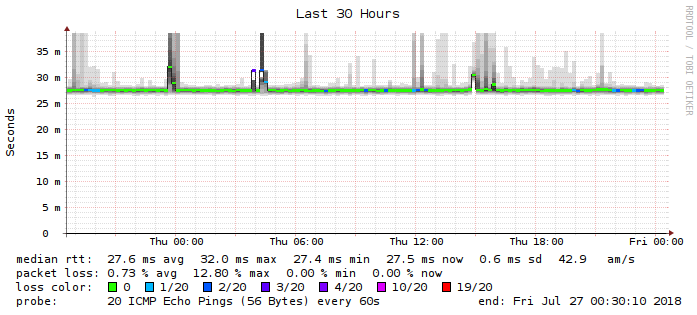 Last 30 Hours
RRDTOOL / TOBI OETIKER
Seconds
35 m
30 m
25 m
20 m
15 m
10 m
5 m
0
Thu 00:00 Thu 06:00 Thu 12:00 Thu 18:00 Fri 00:00
median rtt: 27.6 ms avg 32.0 ms max 27.4 ms min 27.5 ms now 0.6 ms sd 42.9 am/s
packet loss: 0.73 % avg 12.80 % max 0.00 % min 0.00 % now
loss color: 0 1/20 2/20 3/20 4/20 10/20 19/20
probe: 20 ICMP Echo Pings (56 Bytes) every 60s end: Fri Jul 27 00:30:10 2018